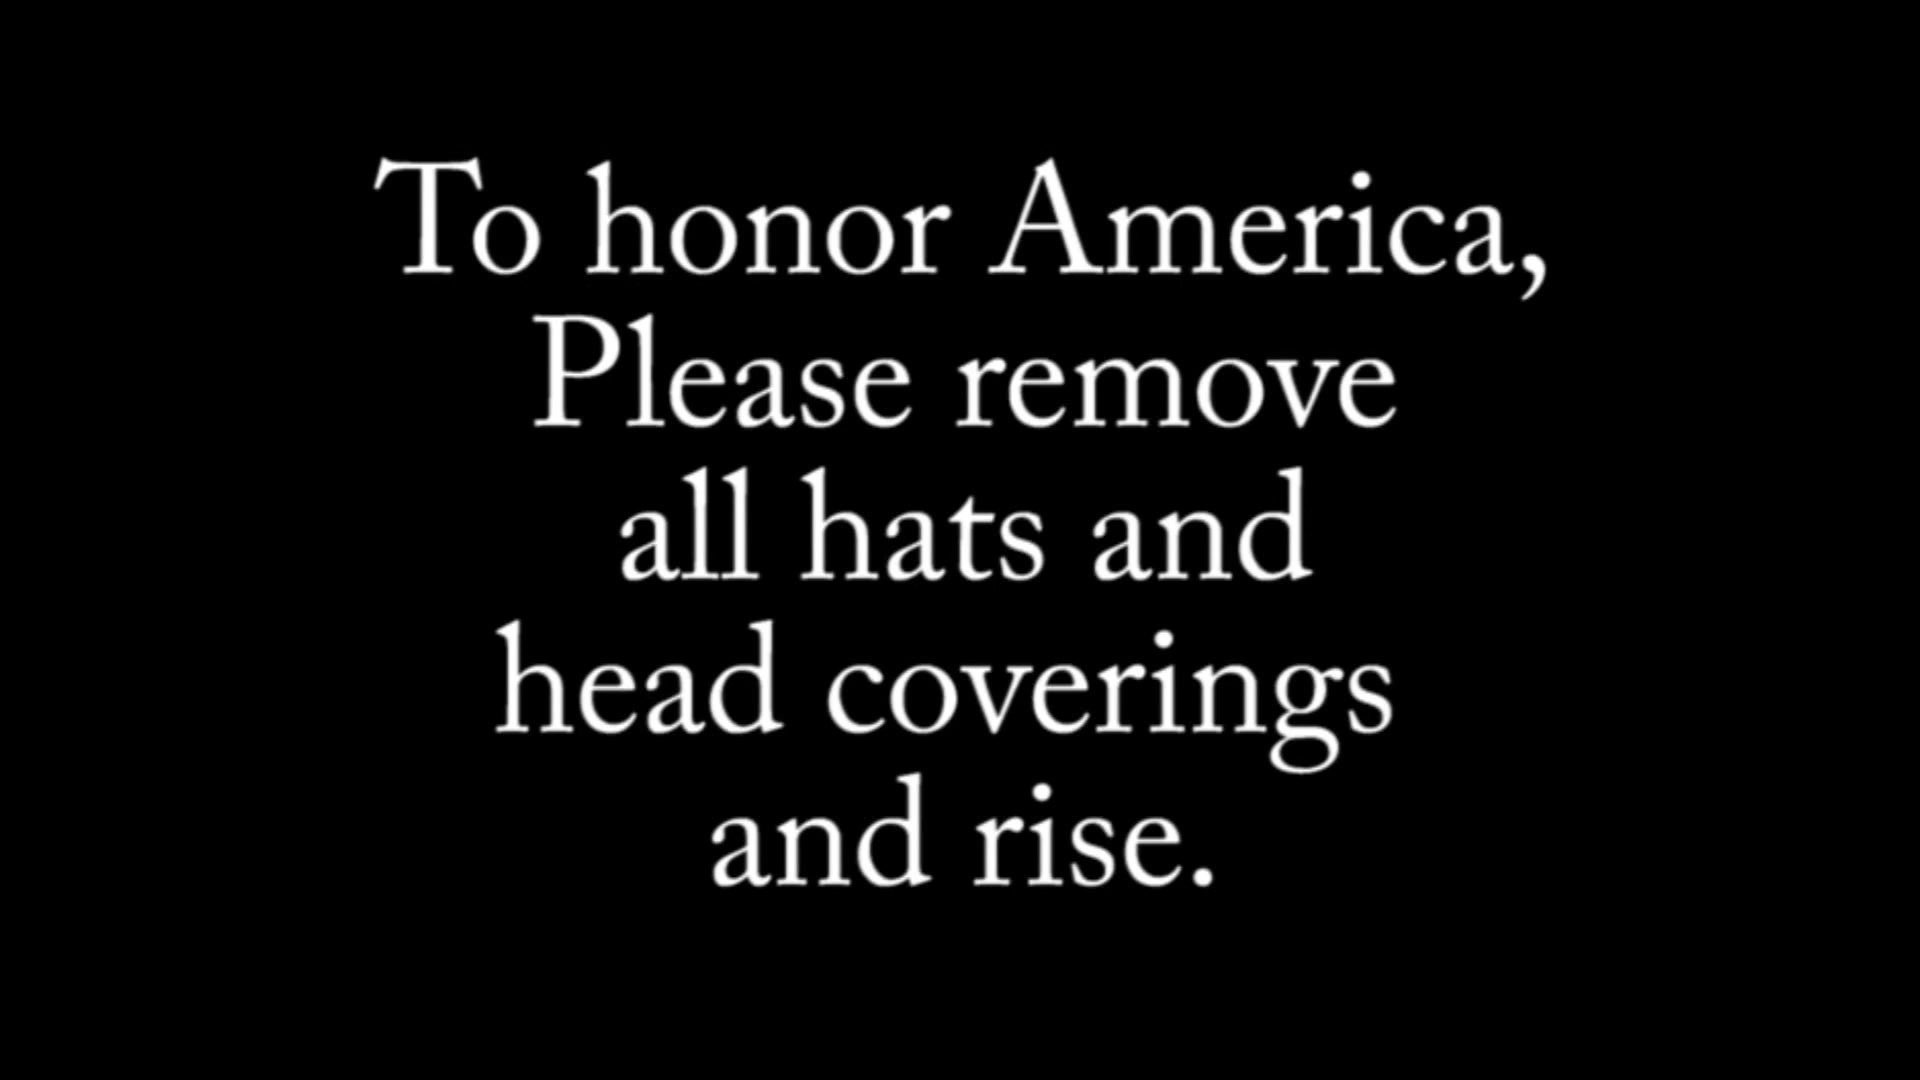 To honor America,
Please remove
all hats and
head coverings
and rise.